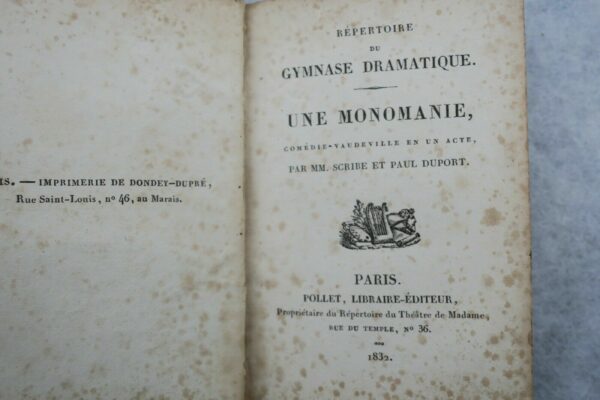 IS. — IMPRIMERIE DE DONDEY-DUPRÉ,
Rue Saint-Louis, nº 46, au Marais.
RÉPERTOIRE
DU
GYMNASE DRAMATIQUE.
UNE MONOMANIE,
COMÉDIE-VAUDEVILLE EN UN ACTE,
PAR MM. SCRIBE ET PAUL DUPORT.
PARIS.
POLLET, LIBRAIRE-ÉDITEUR,
Propriétaire du Répertoire du Théâtre de Madame,
RUE DU TEMPLE, Nº 36.
1832.